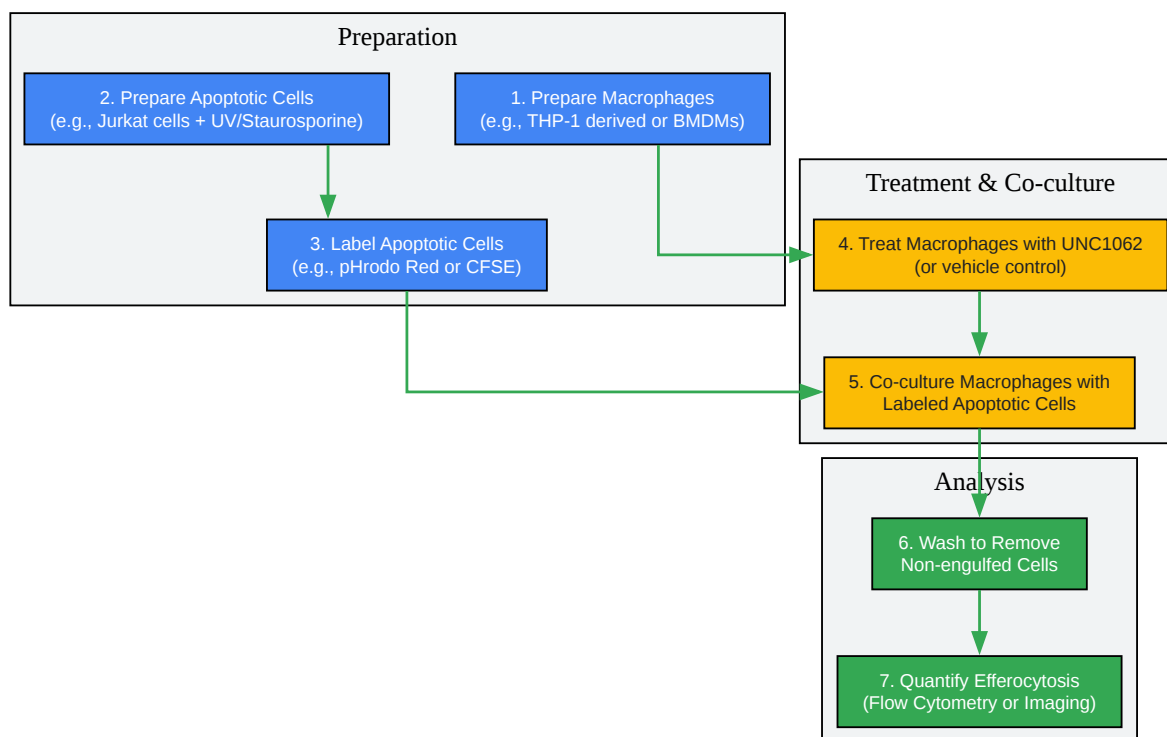 Preparation
2. Prepare Apoptotic Cells
(e.g., Jurkat cells + UV/Staurosporine)
1. Prepare Macrophages
(e.g., THP-1 derived or BMDMs)
3. Label Apoptotic Cells
(e.g., pHrodo Red or CFSE)
Treatment & Co-culture
4. Treat Macrophages with UNC1062
(or vehicle control)
5. Co-culture Macrophages with
Labeled Apoptotic Cells
Analysis
6. Wash to Remove
Non-engulfed Cells
7. Quantify Efferocytosis
(Flow Cytometry or Imaging)